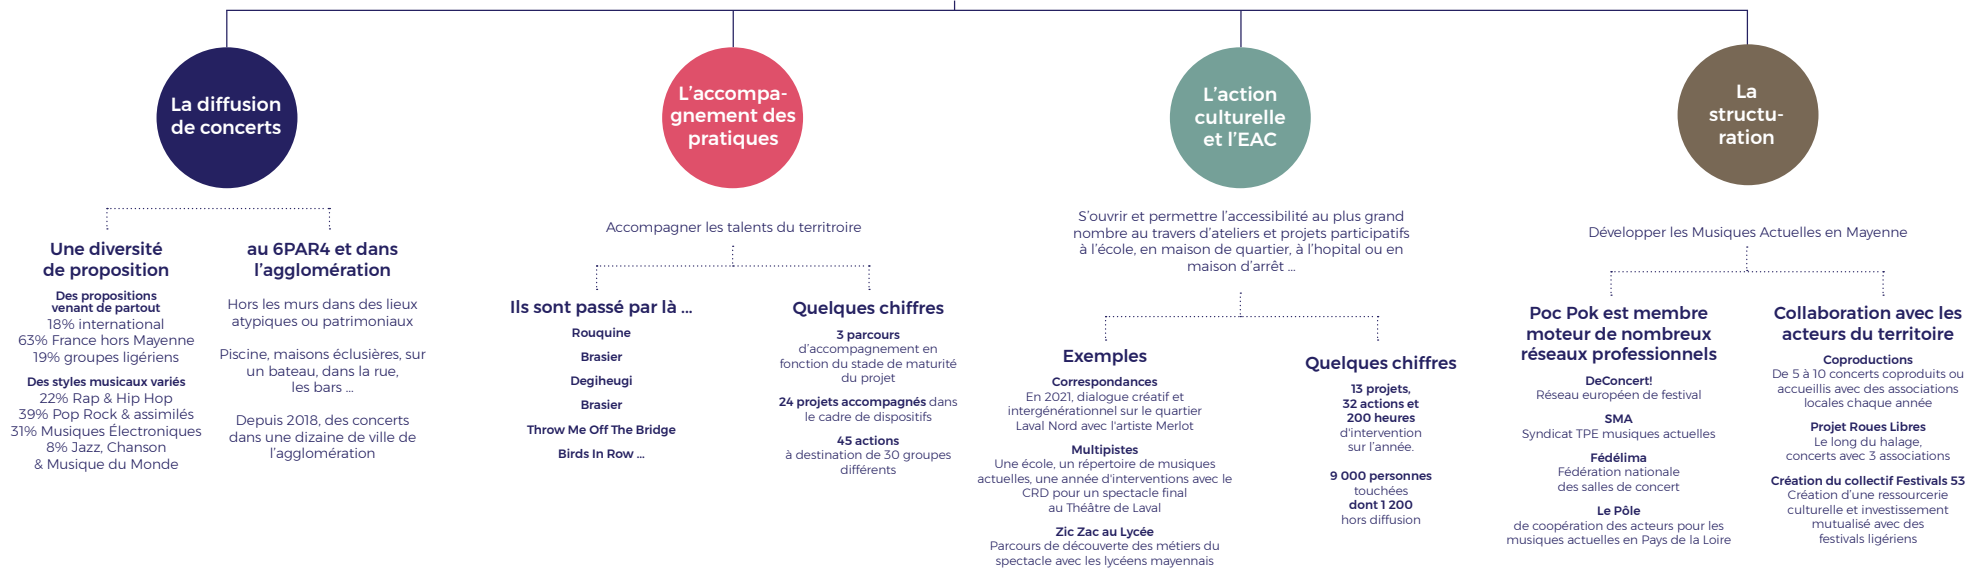 La diffusion
de concerts
Une diversité
de proposition
Des propositions
venant de partout
18% international
63% France hors Mayenne
19% groupes ligériens
Des styles musicaux variés
22% Rap & Hip Hop
39% Pop Rock & assimilés
31% Musiques Électroniques
8% Jazz, Chanson
& Musique du Monde
au 6PAR4 et dans
l'agglomération
Hors les murs dans des lieux
atypiques ou patrimoniaux
Piscine, maisons éclusières, sur
un bateau, dans la rue,
les bars ...
Depuis 2018, des concerts
dans une dizaine de ville de
l'agglomération
L'accompa-
gnement des
pratiques
Accompagner les talents du territroire
Ils sont passé par là ...
Rouquine
Brasier
Degiheugi
Brasier
Throw Me Off The Bridge
Birds In Row ...
Quelques chiffres
3 parcours
d'accompagnement en
fonction du stade de maturité
du projet
24 projets accompagnés dans
le cadre de dispositifs
45 actions
à destination de 30 groupes
différents
L'action
culturelle
et l'EAC
S'ouvrir et permettre l'accessibilité au plus grand
nombre au travers d'ateliers et projets participatifs
à l'école, en maison de quartier, à l'hopital ou en
maison d'arrêt ...
Exemples
Correspondances
En 2021, dialogue créatif et
intergénérationnel sur le quartier
Laval Nord avec l'artiste Merlot
Multipistes
Une école, un répertoire de musiques
actuelles, une année d'interventions avec le
CRD pour un spectacle final
au Théâtre de Laval
Zic Zac au Lycée
Parcours de découverte des métiers du
spectacle avec les lycéens mayennais
Quelques chiffres
13 projets,
32 actions et
200 heures
d'intervention
sur l'année.
9 000 personnes
touchées
dont 1 200
hors diffusion
La
structu-
ration
Développer les Musiques Actuelles en Mayenne
Poc Pok est membre
moteur de nombreux
réseaux professionnels
DeConcert!
Réseau européen de festival
SMA
Syndicat TPE musiques actuelles
Fédélima
Fédération nationale
des salles de concert
Le Pôle
de coopération des acteurs pour les
musiques actuelles en Pays de la Loire
Collaboration avec les
acteurs du territoire
Coproductions
De 5 à 10 concerts coproduits ou
accueillis avec des associations
locales chaque année
Projet Roues Libres
Le long du halage,
concerts avec 3 associations
Création du collectif Festivals 53
Création d'une ressourcerie
culturelle et investissement
mutualisé avec des
festivals ligériens